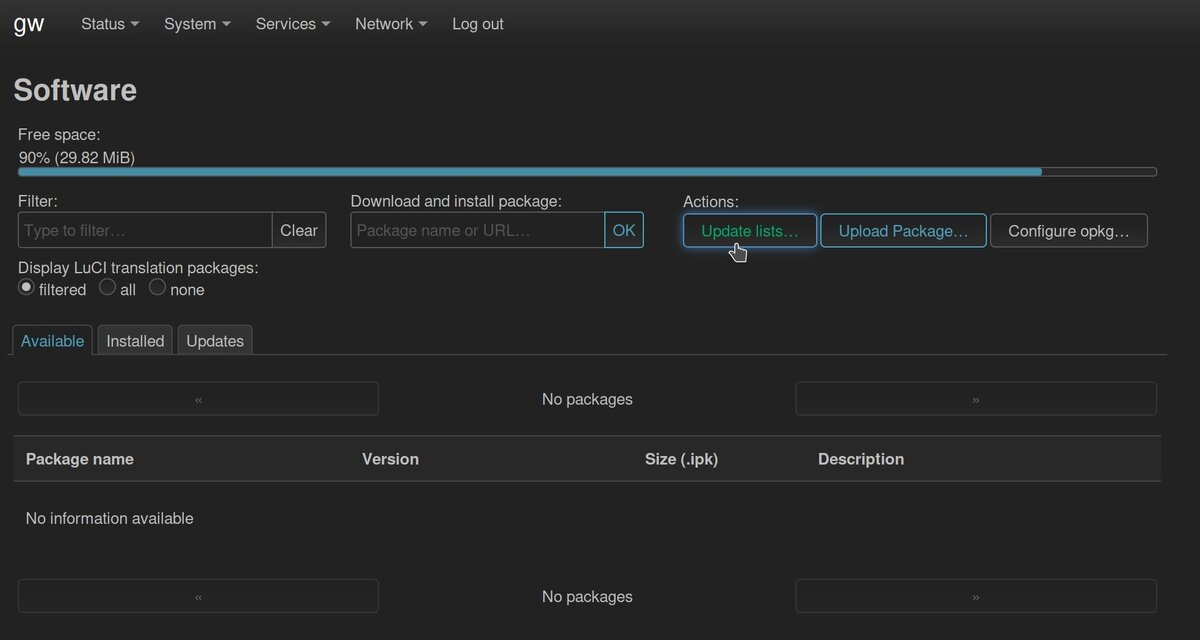 gw Status System Services Network Log out
Software
Free space:
90% (29.82 MiB)
Filter: Download and install package: Actions:
Type to filter… Clear Package name or URL… OK Update lists… Upload Package… Configure opkg…
Display LuCI translation packages:
filtered all none
Available Installed Updates
« No packages »
Package name Version Size (.ipk) Description
No information available
« No packages »